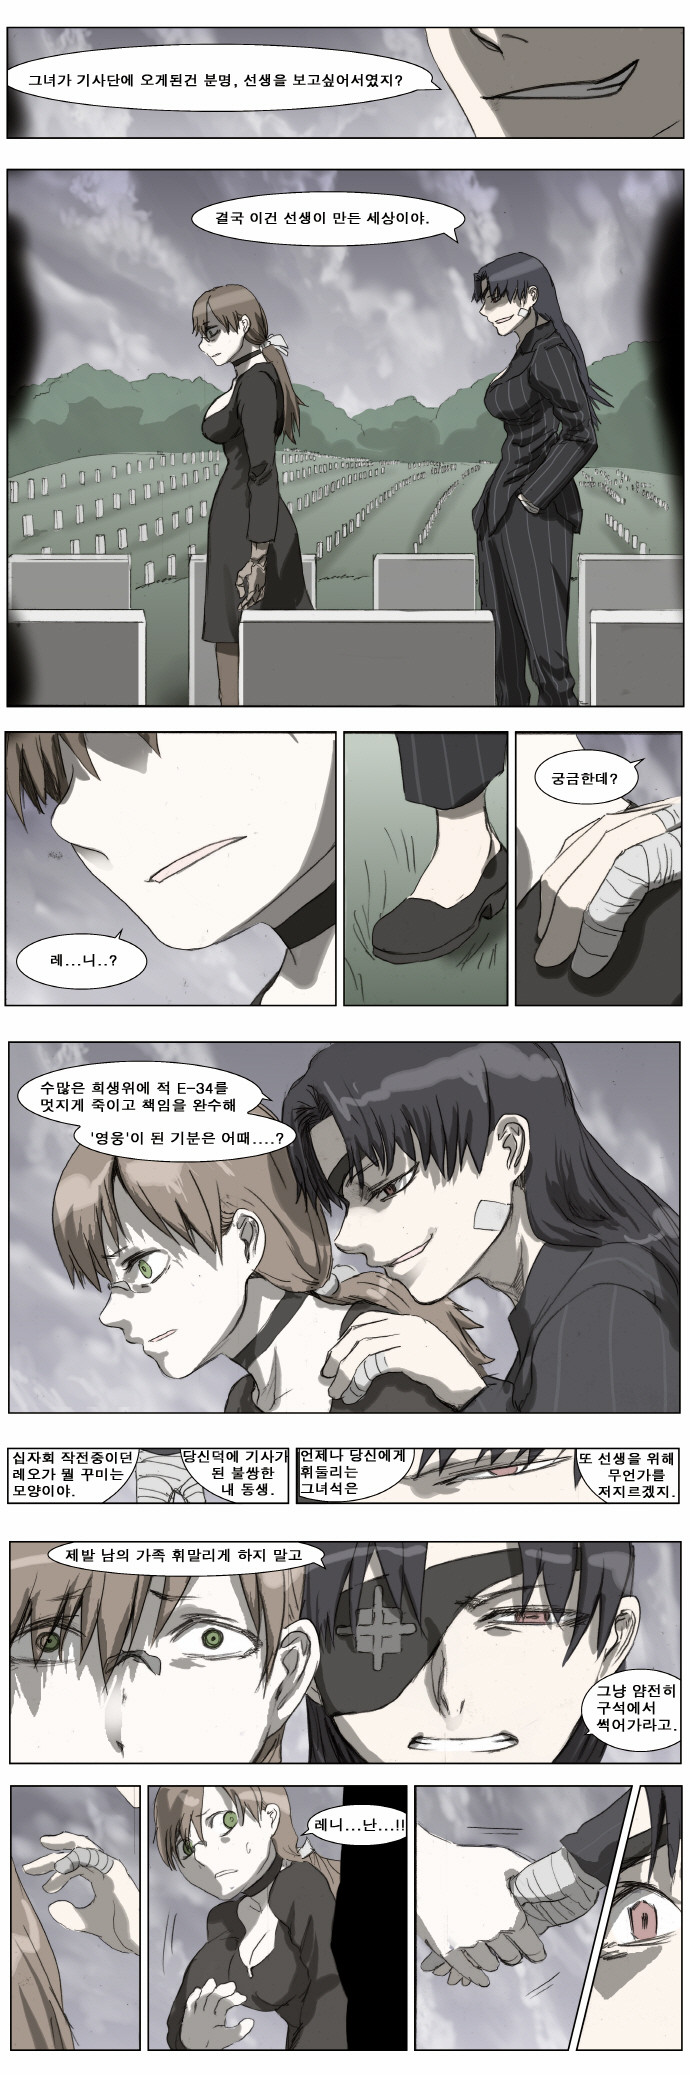 그녀가 기사단에 오게된건 분명, 선생을 보고싶어서였지?
결국 이건 선생이 만든 세상이야.
레...니..?
궁금한데?
수많은 희생위에 적 E-34를
멋지게 죽이고 책임을 완수해
'영웅'이 된 기분은 어때....?
십자회 작전중이던
레오가 뭘 꾸미는
모양이야.
당신덕에 기사가
된 불쌍한
내 동생.
언제나 당신에게
휘둘리는
그녀석은
또 선생을 위해
무언가를
저지르겠지.
제발 남의 가족 휘말리게 하지 말고
그냥 얌전히
구석에서
썩어가라고.
레니...난...!!